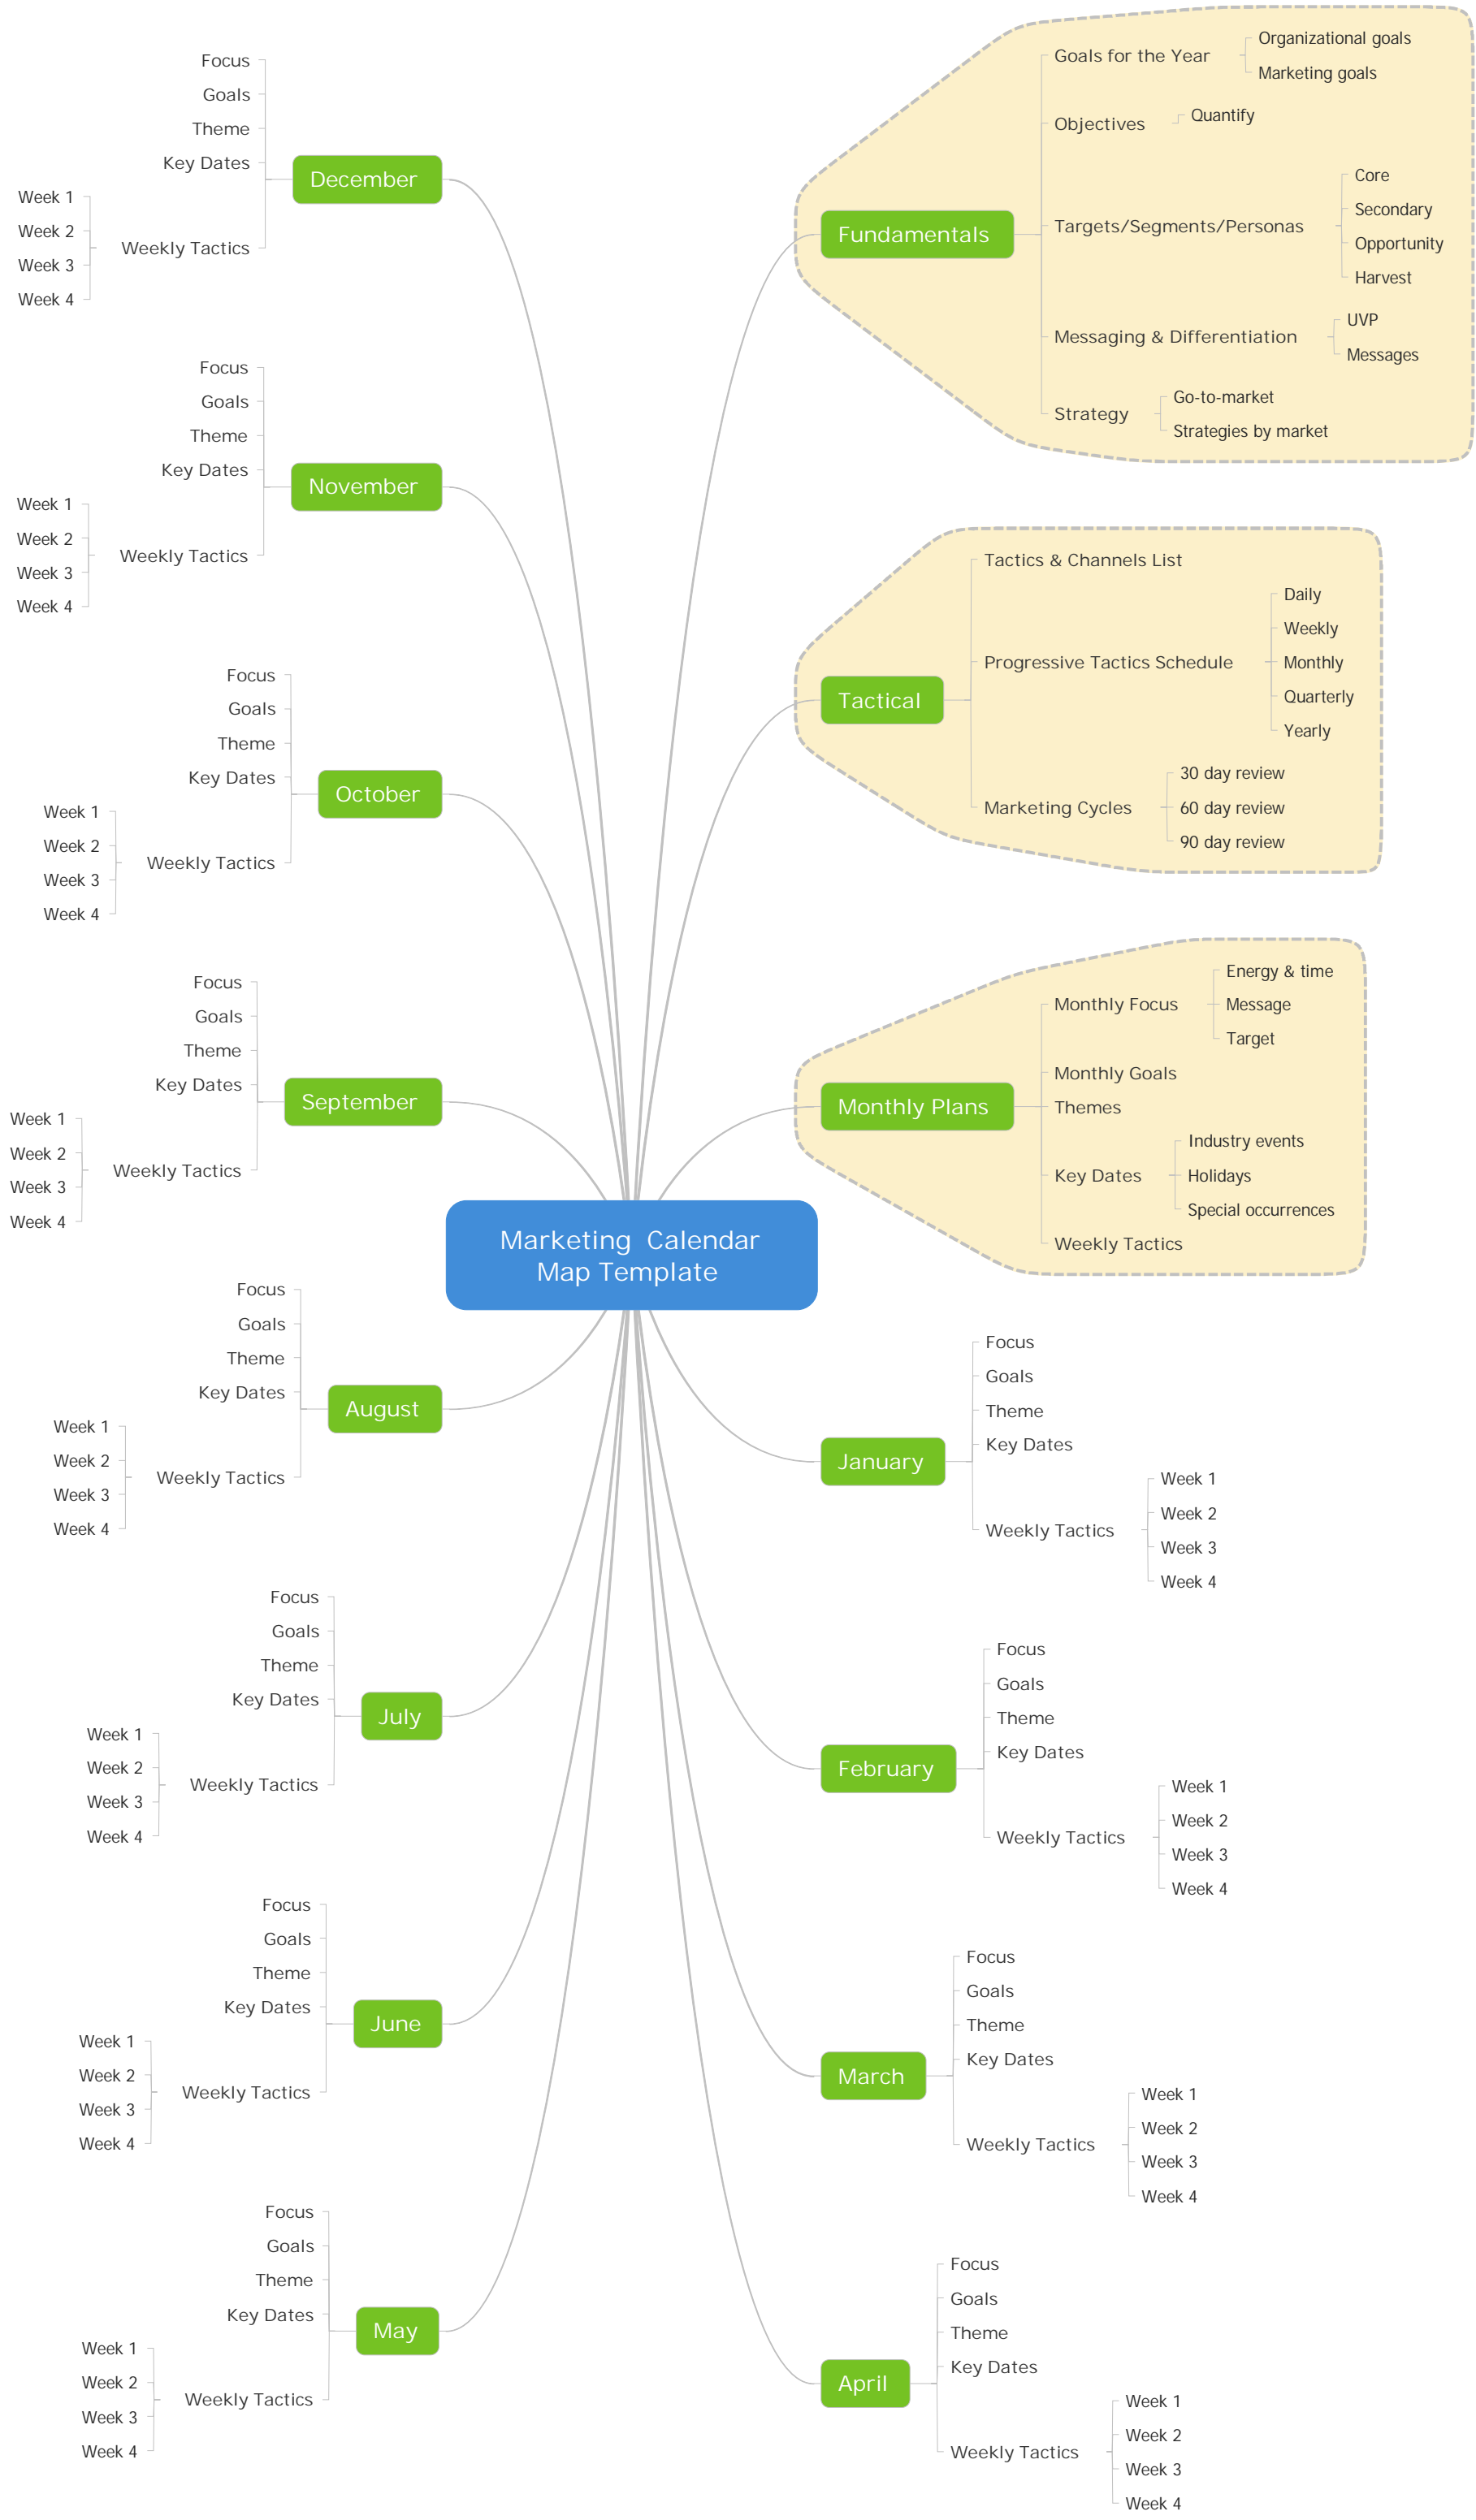 Marketing  Calendar
Map Template
Fundamentals
Goals for the Year
Organizational goals
Marketing goals
Objectives
Quantify
Targets/Segments/Personas
Core
Secondary
Opportunity
Harvest
Messaging & Differentiation
UVP
Messages
Strategy
Go-to-market
Strategies by market
Tactical
Tactics & Channels List
Progressive Tactics Schedule
Daily
Weekly
Monthly
Quarterly
Yearly
Marketing Cycles
30 day review
60 day review
90 day review
Monthly Plans
Monthly Focus
Energy & time
Message
Target
Monthly Goals
Themes
Key Dates
Industry events
Holidays
Special occurrences
Weekly Tactics
January
Focus
Goals
Theme
Key Dates
Weekly Tactics
Week 1
Week 2
Week 3
Week 4
February
Focus
Goals
Theme
Key Dates
Weekly Tactics
Week 1
Week 2
Week 3
Week 4
March
Focus
Goals
Theme
Key Dates
Weekly Tactics
Week 1
Week 2
Week 3
Week 4
April
Focus
Goals
Theme
Key Dates
Weekly Tactics
Week 1
Week 2
Week 3
Week 4
May
Focus
Goals
Theme
Key Dates
Weekly Tactics
Week 1
Week 2
Week 3
Week 4
June
Focus
Goals
Theme
Key Dates
Weekly Tactics
Week 1
Week 2
Week 3
Week 4
July
Focus
Goals
Theme
Key Dates
Weekly Tactics
Week 1
Week 2
Week 3
Week 4
August
Focus
Goals
Theme
Key Dates
Weekly Tactics
Week 1
Week 2
Week 3
Week 4
September
Focus
Goals
Theme
Key Dates
Weekly Tactics
Week 1
Week 2
Week 3
Week 4
October
Focus
Goals
Theme
Key Dates
Weekly Tactics
Week 1
Week 2
Week 3
Week 4
November
Focus
Goals
Theme
Key Dates
Weekly Tactics
Week 1
Week 2
Week 3
Week 4
December
Focus
Goals
Theme
Key Dates
Weekly Tactics
Week 1
Week 2
Week 3
Week 4